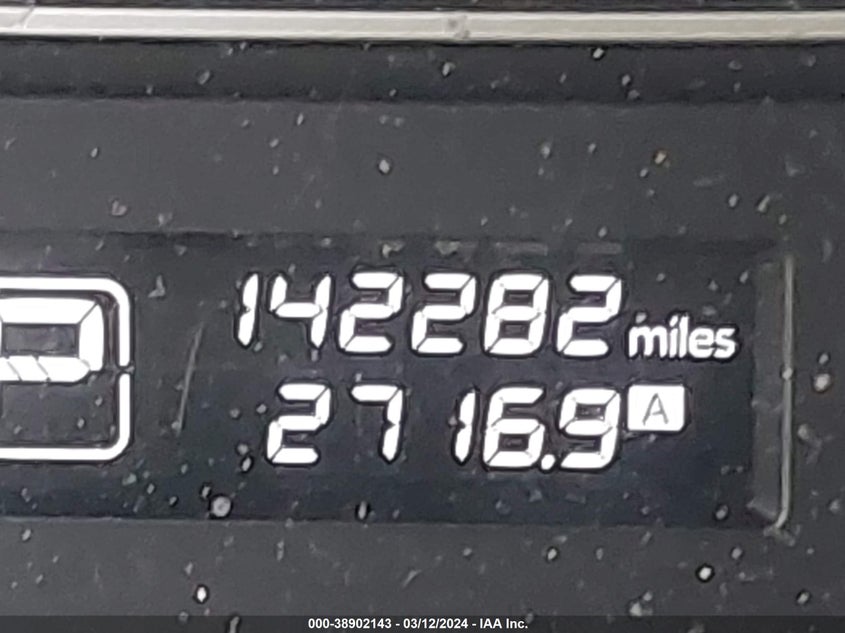 142282 miles
P 2716.9 A
000-38902143 - 03/12/2024 - IAA Inc.